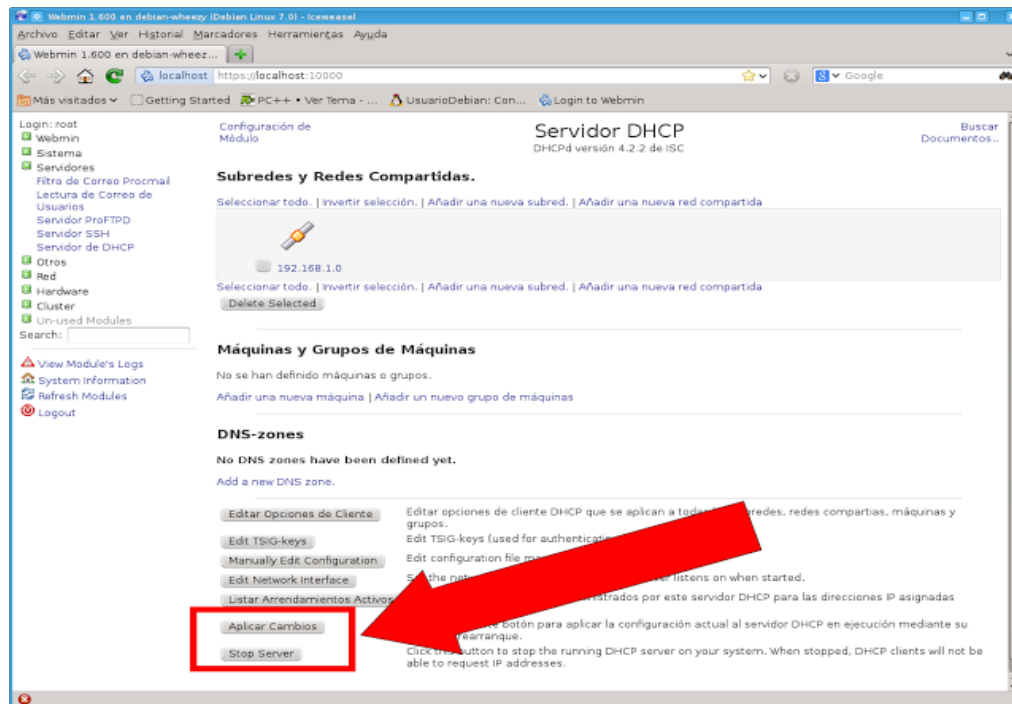 Webmin 1.600 en debian-wheezy (Debian Linux 7.0) - Iceweasel
Archivo Editar Ver Historial Marcadores Herramientas Ayuda
Webmin 1.600 en debian-wheez...
localhost https://localhost:10000
Google
Más visitados Getting Started PC++ • Ver Tema - ... UsuarioDebian: Con... Login to Webmin
Login: root
Webmin
Sistema
Servidores
Filtro de Correo Procmail
Lectura de Correo de
Usuarios
Servidor ProFTPD
Servidor SSH
Servidor de DHCP
Otros
Red
Hardware
Cluster
Un-used Modules
Search:
View Module's Logs
System Information
Refresh Modules
Logout
Configuración de
Módulo
Servidor DHCP
DHCPd versión 4.2.2 de ISC
Buscar
Documentos..
Subredes y Redes Compartidas.
Seleccionar todo. | Invertir selección. | Añadir una nueva subred. | Añadir una nueva red compartida
192.168.1.0
Seleccionar todo. | Invertir selección. | Añadir una nueva subred. | Añadir una nueva red compartida
Delete Selected
Máquinas y Grupos de Máquinas
No se han definido máquinas o grupos.
Añadir una nueva máquina | Añadir un nuevo grupo de máquinas
DNS-zones
No DNS zones have been defined yet.
Add a new DNS zone.
Editar Opciones de Cliente
Editar opciones de cliente DHCP que se aplican a redes, redes compartias, máquinas y
grupos.
Edit TSIG-keys
Edit TSIG-keys (used for
Manually Edit Configuration
Edit configuration file
Edit Network Interface
the listens on when started.
Listar Arrendamientos Activos
por este servidor DHCP para las direcciones IP asignadas
Aplicar Cambios
botón para aplicar la configuración actual al servidor DHCP en ejecución mediante su
rearranque.
Stop Server
Click button to stop the running DHCP server on your system. When stopped, DHCP clients will not be
able to request IP addresses.